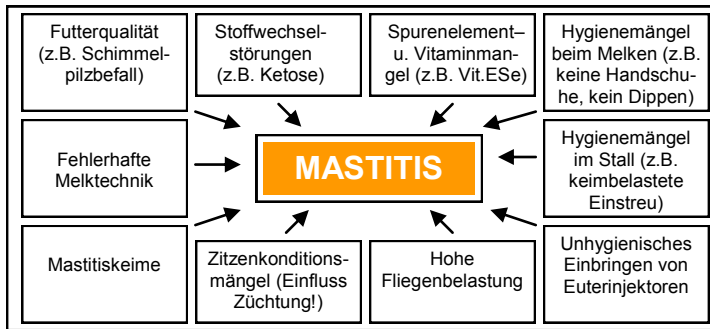 Futterqualität
(z.B. Schimmel-
pilzbefall)
Stoffwechsel-
störungen
(z.B. Ketose)
Spurenelement–
u. Vitaminman-
gel (z.B. Vit.ESe)
Hygienemängel
beim Melken (z.B.
keine Handschu-
he, kein Dippen)
Fehlerhafte
Melktechnik
MASTITIS
Hygienemängel
im Stall (z.B.
keimbelastete
Einstreu)
Mastitiskeime
Zitzenkonditions-
mängel (Einfluss
Züchtung!)
Hohe
Fliegenbelastung
Unhygienisches
Einbringen von
Euterinjektoren